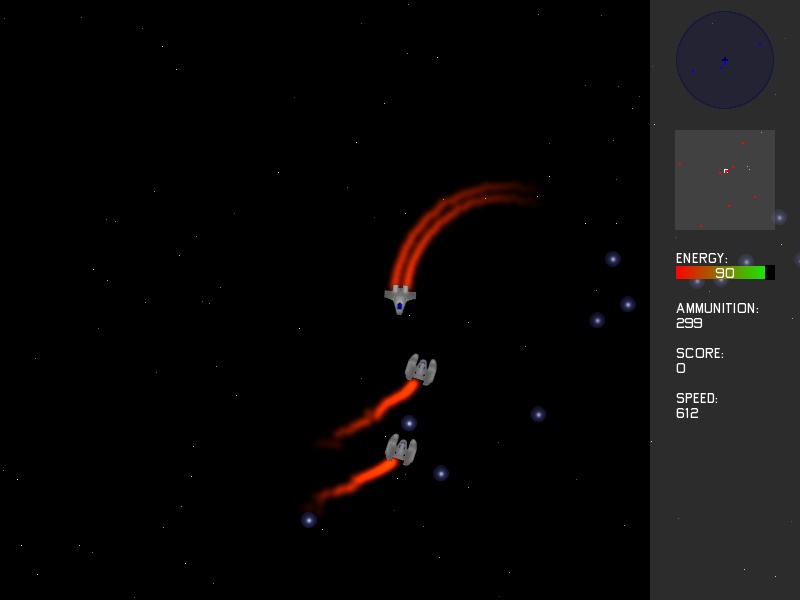 ENERGY:
90
AMMUNITION:
299
SCORE:
0
SPEED:
612